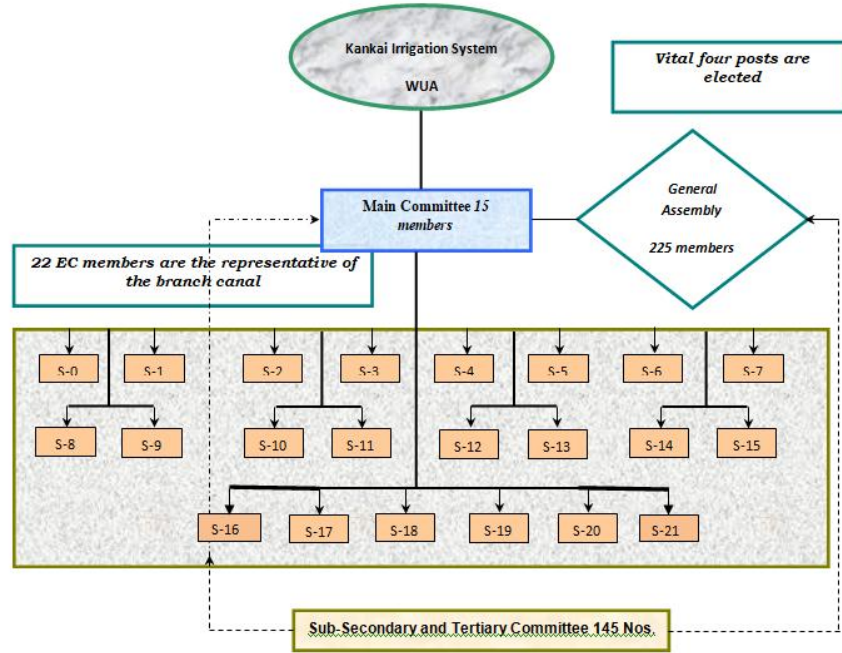 Kankai Irrigation System
WUA
Vital four posts are
elected
Main Committee 15
members
General
Assembly
225 members
22 EC members are the representative of
the branch canal
S-0
S-1
S-2
S-3
S-4
S-5
S-6
S-7
S-8
S-9
S-10
S-11
S-12
S-13
S-14
S-15
S-16
S-17
S-18
S-19
S-20
S-21
Sub-Secondary and Tertiary Committee 145 Nos.